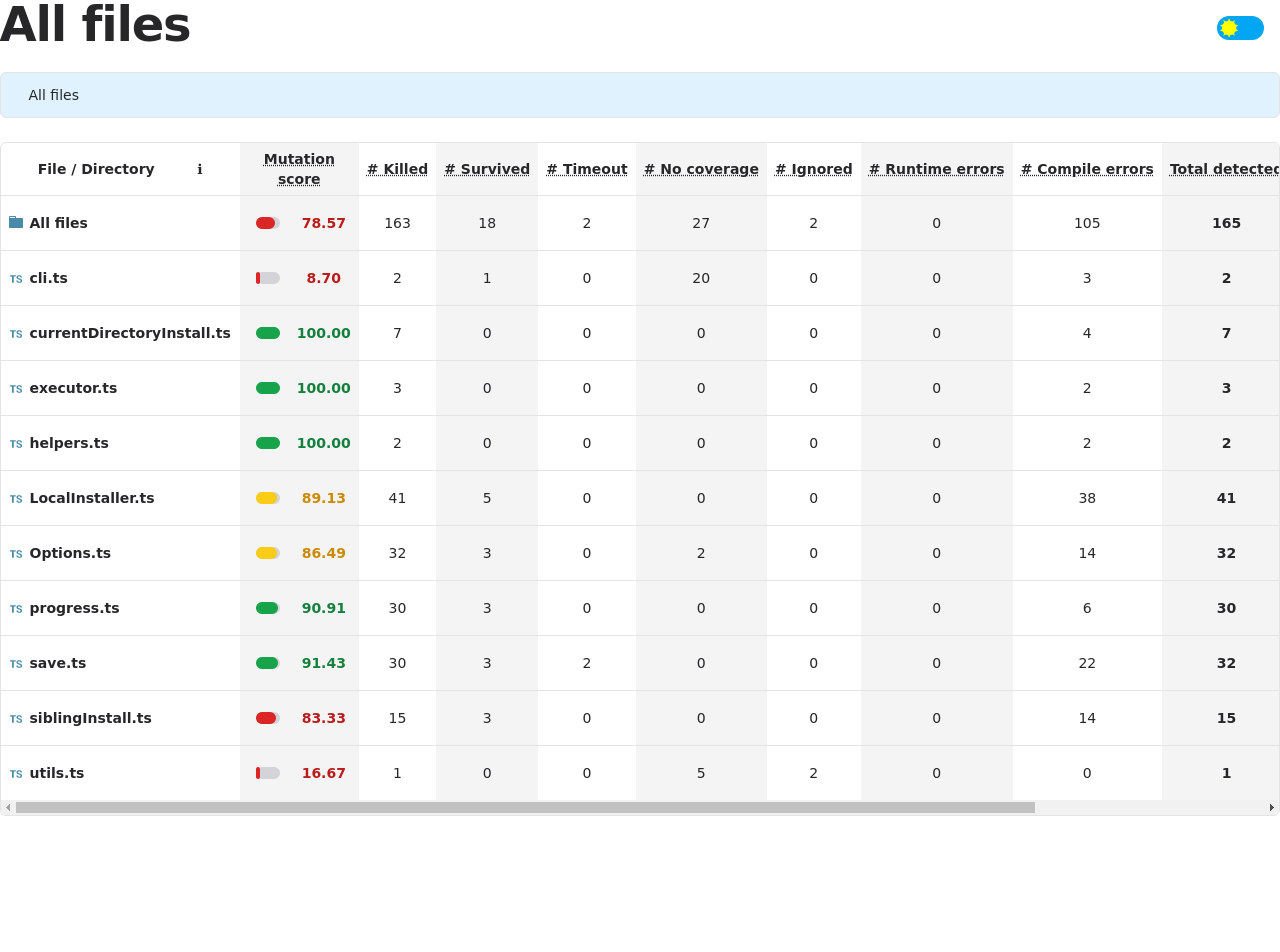 All files
All files
File / Directory ℹ Mutation score # Killed # Survived # Timeout # No coverage # Ignored # Runtime errors # Compile errors Total detected
All files 78.57 163 18 2 27 2 0 105 165
TS cli.ts 8.70 2 1 0 20 0 0 3 2
TS currentDirectoryInstall.ts 100.00 7 0 0 0 0 0 4 7
TS executor.ts 100.00 3 0 0 0 0 0 2 3
TS helpers.ts 100.00 2 0 0 0 0 0 2 2
TS LocalInstaller.ts 89.13 41 5 0 0 0 0 38 41
TS Options.ts 86.49 32 3 0 2 0 0 14 32
TS progress.ts 90.91 30 3 0 0 0 0 6 30
TS save.ts 91.43 30 3 2 0 0 0 22 32
TS siblingInstall.ts 83.33 15 3 0 0 0 0 14 15
TS utils.ts 16.67 1 0 0 5 2 0 0 1